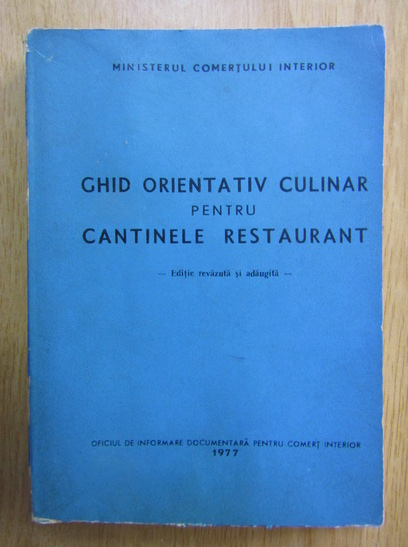 MINISTERUL COMERȚULUI INTERIOR
GHID ORIENTATIV CULINAR
PENTRU
CANTINELE RESTAURANT
— Ediție revăzută și adăugită —
OFICIUL DE INFORMARE DOCUMENTARĂ PENTRU COMERȚ INTERIOR
1977